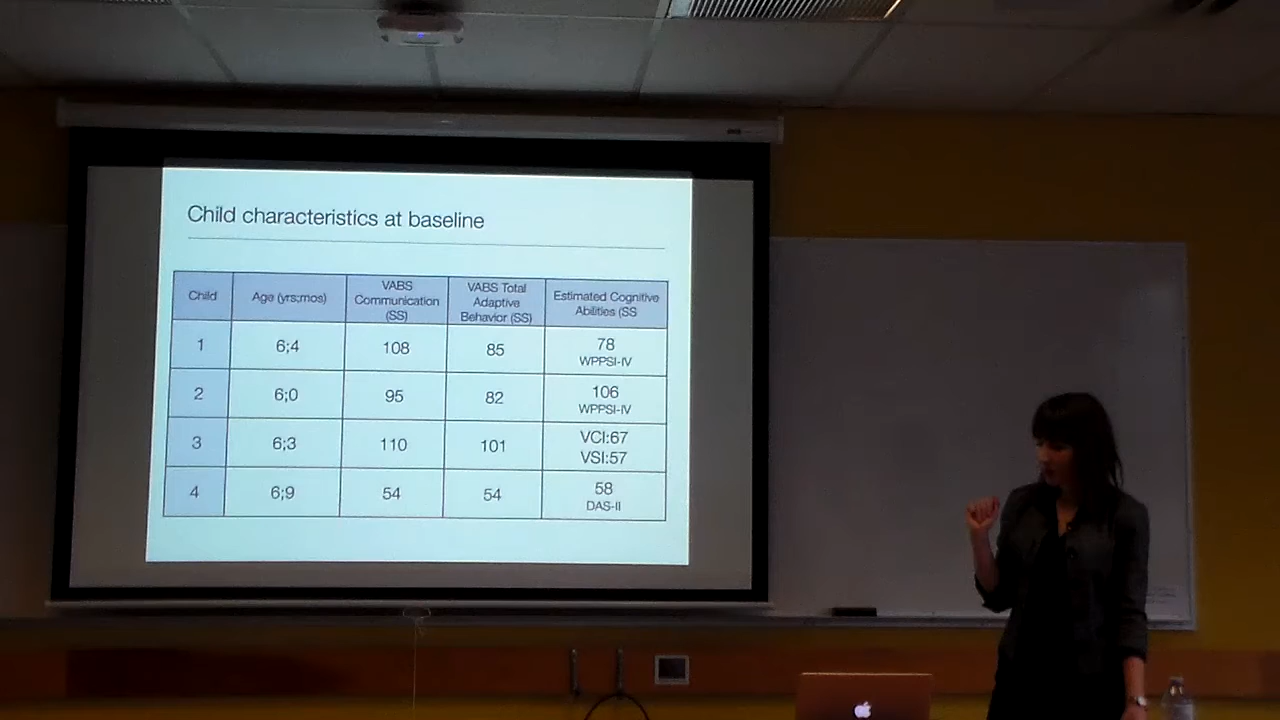 Child characteristics at baseline
Child
Age (yrs;mos)
VABS
Communication
(SS)
VABS Total
Adaptive
Behavior (SS)
Estimated Cognitive
Abilities (SS
1
6;4
108
85
78
WPPSI-IV
2
6;0
95
82
106
WPPSI-IV
3
6;3
110
101
VCI:67
VSI:57
4
6;9
54
54
58
DAS-II